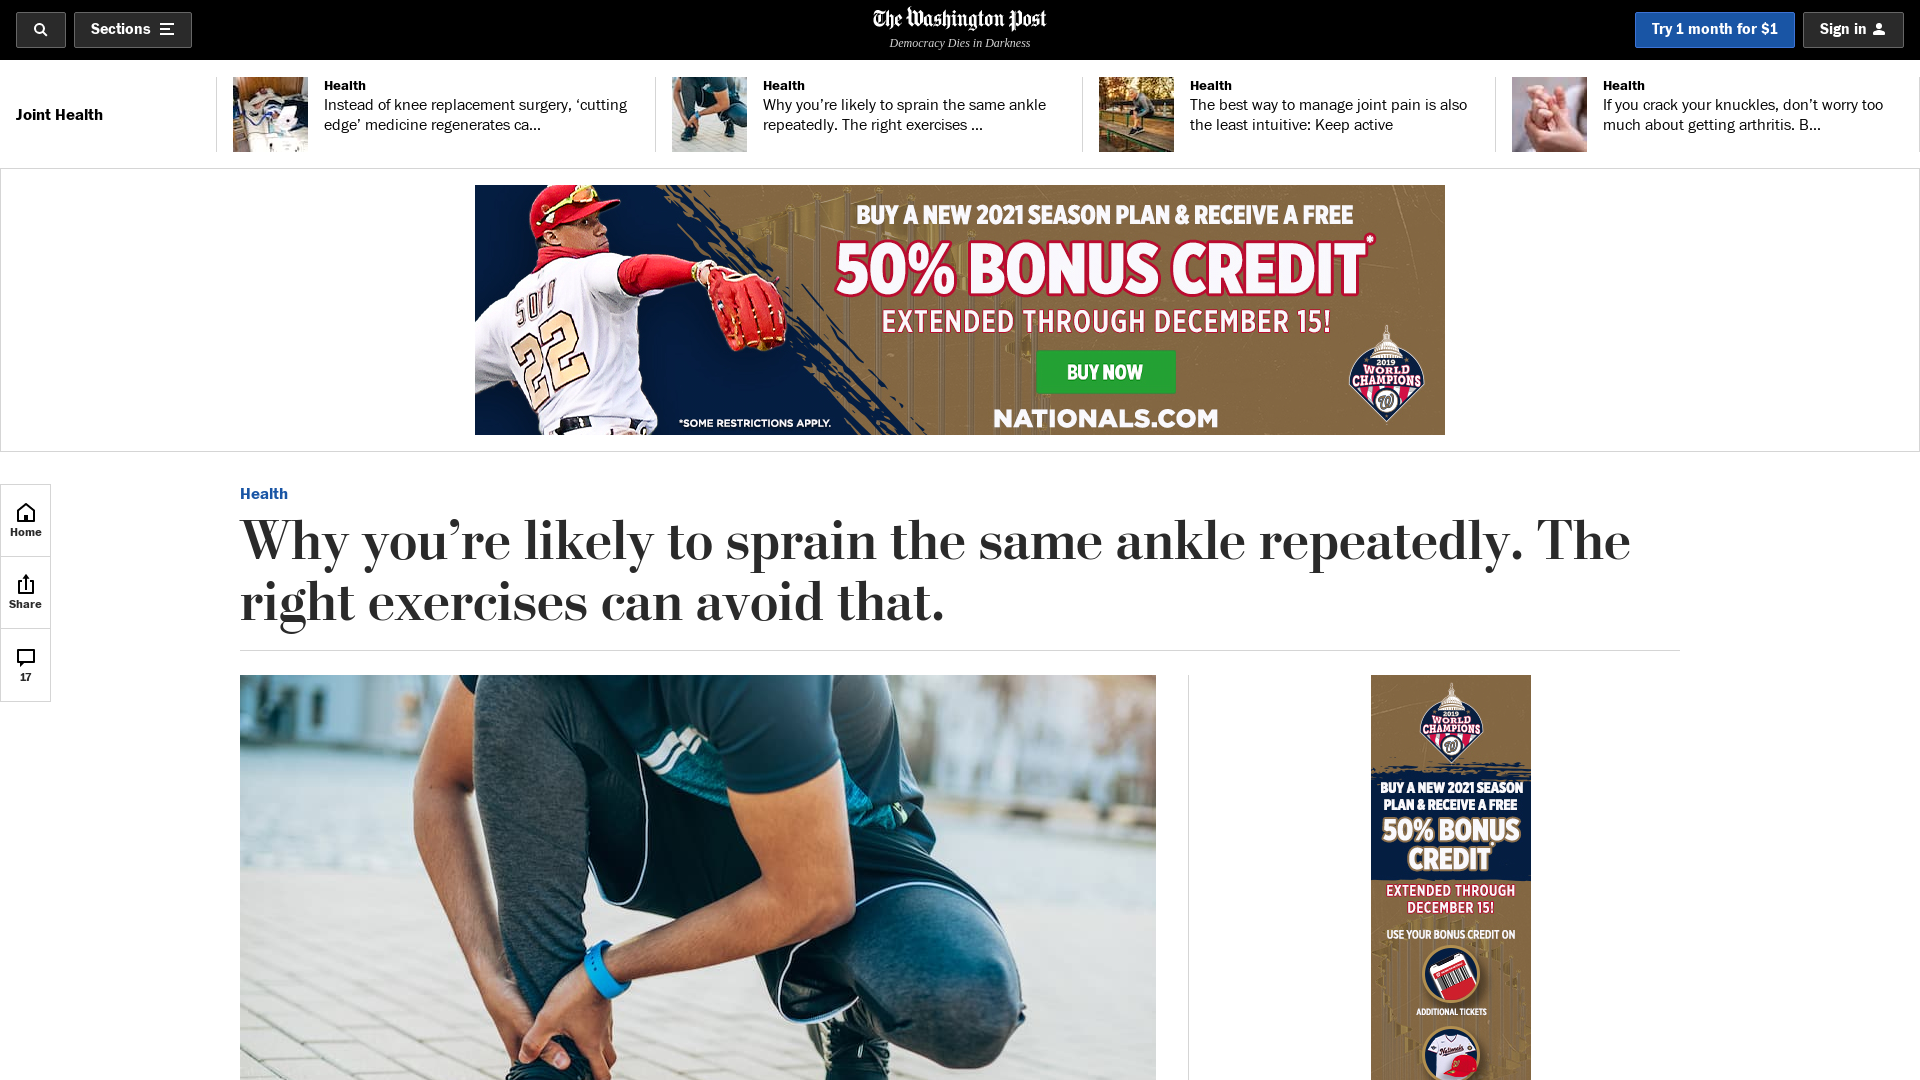 Sections
The Washington Post
Democracy Dies in Darkness
Try 1 month for $1
Sign in
Joint Health
Health
Instead of knee replacement surgery, ‘cutting
edge’ medicine regenerates ca...
Health
Why you’re likely to sprain the same ankle
repeatedly. The right exercises ...
Health
The best way to manage joint pain is also
the least intuitive: Keep active
Health
If you crack your knuckles, don’t worry too
much about getting arthritis. B...
BUY A NEW 2021 SEASON PLAN & RECEIVE A FREE
50% BONUS CREDIT*
EXTENDED THROUGH DECEMBER 15!
BUY NOW
NATIONALS.COM
*SOME RESTRICTIONS APPLY.
22
2019
WORLD
CHAMPIONS
W
Home
Share
17
Health
Why you’re likely to sprain the same ankle repeatedly. The
right exercises can avoid that.
2019
WORLD
CHAMPIONS
W
BUY A NEW 2021 SEASON
PLAN & RECEIVE A FREE
50% BONUS
CREDIT*
EXTENDED THROUGH
DECEMBER 15!
USE YOUR BONUS CREDIT ON
ADDITIONAL TICKETS
Nationals